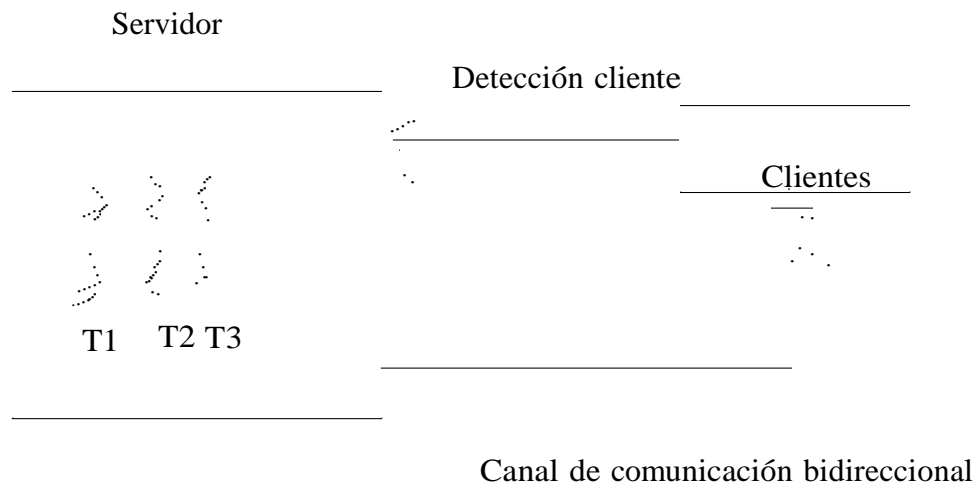 Servidor
Detección cliente
Clientes
T1 T2 T3
Canal de comunicación bidireccional